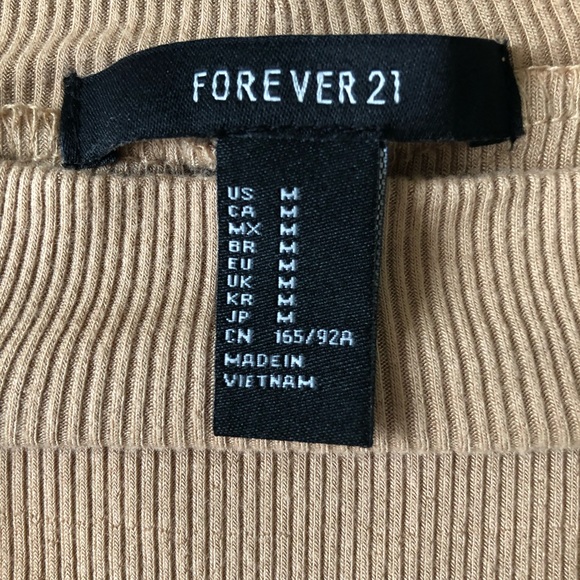 FOREVER 21
US M
CA M
MX M
BR M
EU M
UK M
KR M
JP M
CN 165/92A
MADE IN
VIETNAM